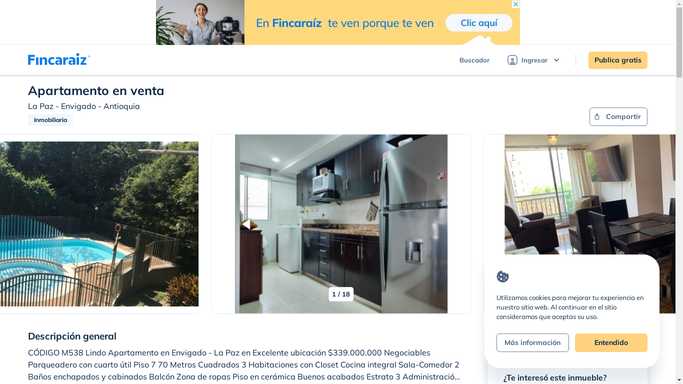 En Fincaraíz te ven porque te ven
Clic aquí
Fincaraiz
Buscador
Ingresar
Publica gratis
Apartamento en venta
La Paz - Envigado - Antioquia
Inmobiliaria
Compartir
1 / 18
Utilizamos cookies para mejorar tu experiencia en
nuestro sitio web. Al continuar en el sitio
consideramos que aceptas su uso.
Más información
Entendido
Descripción general
CÓDIGO M538 Lindo Apartamento en Envigado - La Paz en Excelente ubicación $339.000.000 Negociables
Parqueadero con cuarto útil Piso 7 70 Metros Cuadrados 3 Habitaciones con Closet Cocina integral Sala-Comedor 2
Baños enchapados y cabinados Balcón Zona de ropas Piso en cerámica Buenos acabados Estrato 3 Administració...
¿Te interesó este inmueble?